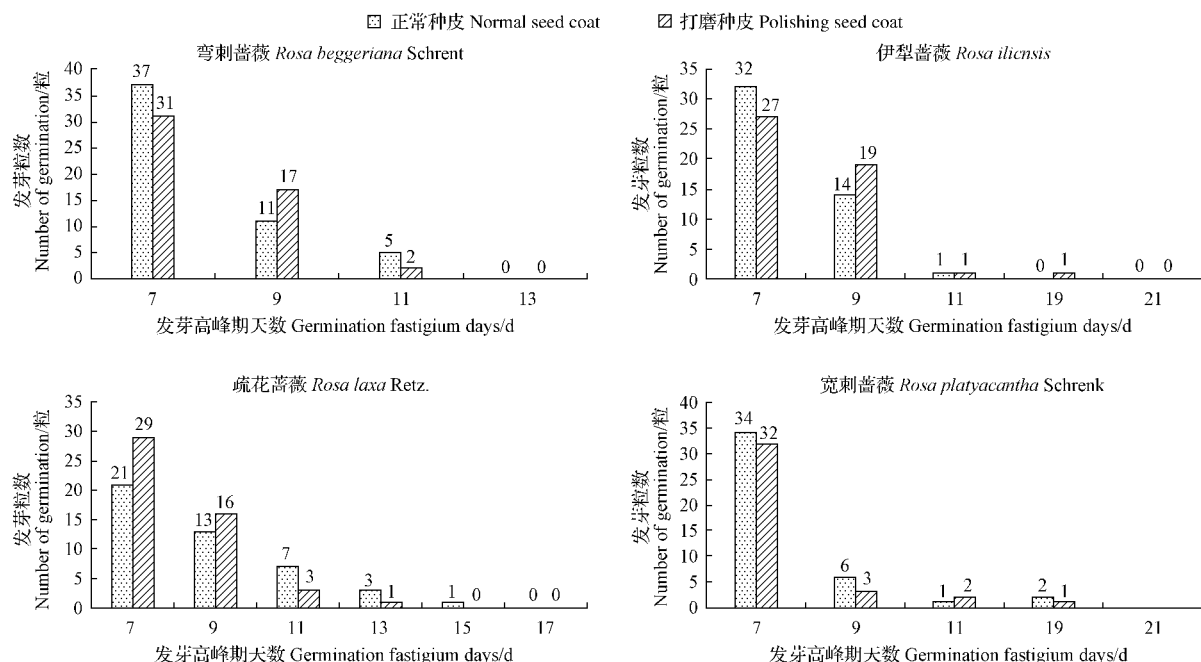 正常种皮 Normal seed coat 打磨种皮 Polishing seed coat
弯刺蔷薇 Rosa beggeriana Schrent
发芽粒数
Number of germination/粒
40
35
30
25
20
15
10
5
0
37 31
11 17
5 2
0 0
7 9 11 13
发芽高峰期天数 Germination fastigium days/d
伊犁蔷薇 Rosa ilicnsis
发芽粒数
Number of germination/粒
35
30
25
20
15
10
5
0
32 27
14 19
1 1
0 1
0 0
7 9 11 19 21
发芽高峰期天数 Germination fastigium days/d
疏花蔷薇 Rosa laxa Retz.
发芽粒数
Number of germination/粒
35
30
25
20
15
10
5
0
21 29
13 16
7 3
3 1
1 0
0 0
7 9 11 13 15 17
发芽高峰期天数 Germination fastigium days/d
宽刺蔷薇 Rosa platyacantha Schrenk
发芽粒数
Number of germination/粒
40
35
30
25
20
15
10
5
0
34 32
6 3
1 2
2 1
7 9 11 19 21
发芽高峰期天数 Germination fastigium days/d